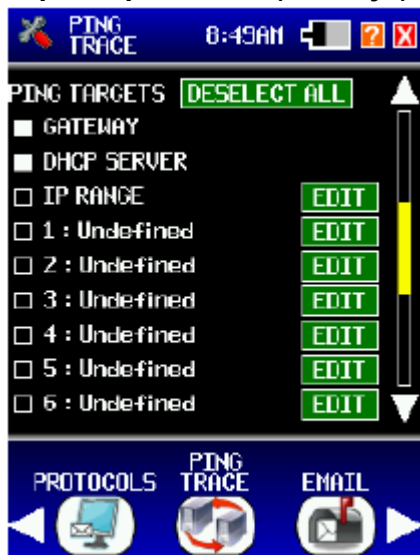 PING
TRACE
8:49AM
? X
PING TARGETS DESELECT ALL
GATEWAY
DHCP SERVER
IP RANGE EDIT
1 : Undefined EDIT
2 : Undefined EDIT
3 : Undefined EDIT
4 : Undefined EDIT
5 : Undefined EDIT
6 : Undefined EDIT
PROTOCOLS
PING
TRACE
EMAIL